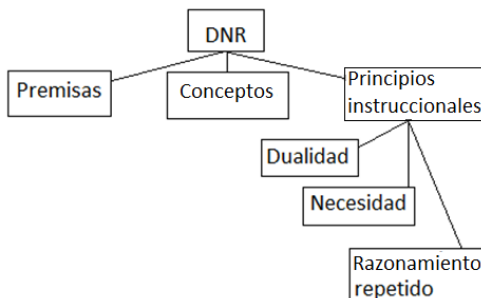 DNR
Premisas
Conceptos
Principios
instruccionales
Dualidad
Necesidad
Razonamiento
repetido